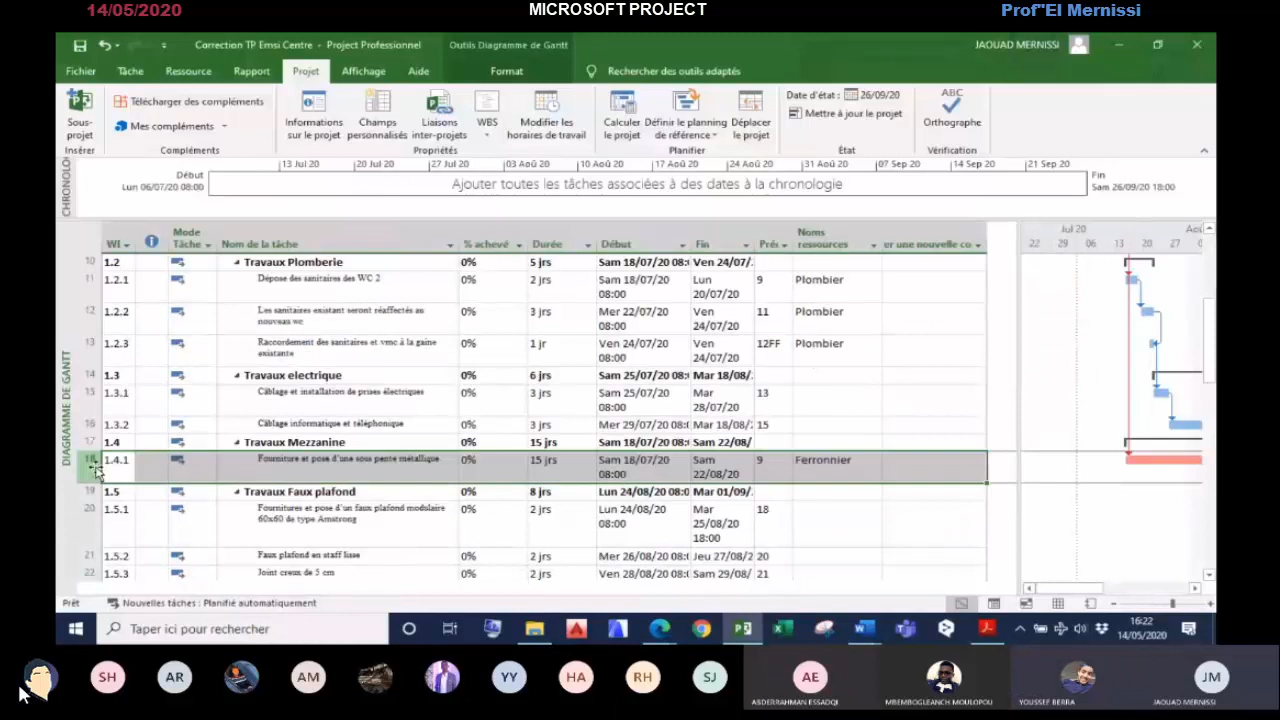 14/05/2020
MICROSOFT PROJECT
Prof"El Mernissi
Correction TP Emsi Centre - Project Professionnel
Outils Diagramme de Gantt
JAOUAD MERNISSI
Fichier Tâche Ressource Rapport Projet Affichage Aide Format Rechercher des outils adaptés
Sous-projet
Insérer
Télécharger des compléments
Mes compléments
Compléments
Informations sur le projet
Champs personnalisés
Liaisons inter-projets
WBS
Modifier les horaires de travail
Propriétés
Calculer le projet
Définir le planning de référence
Déplacer le projet
Planifier
Date d'état : 26/09/20
Mettre à jour le projet
État
ABC
Orthographe
Vérification
CHRONOLO
13 Jul 20 20 Jul 20 27 Jul 20 03 Aoû 20 10 Aoû 20 17 Aoû 20 24 Aoû 20 31 Aoû 20 07 Sep 20 14 Sep 20 21 Sep 20
Début
Lun 06/07/20 08:00
Ajouter toutes les tâches associées à des dates à la chronologie
Fin
Sam 26/09/20 18:00
DIAGRAMME DE GANTT
WI Mode Tâche Nom de la tâche % achevé Durée Début Fin Préc Noms ressources er une nouvelle co
Jul 20 Aoû
22 29 06 13 20 27 03
10 1.2 Travaux Plomberie 0% 5 jrs Sam 18/07/20 08: Ven 24/07/
11 1.2.1 Dépose des sanitaires des WC 2 0% 2 jrs Sam 18/07/20 08:00 Lun 20/07/20 9 Plombier
12 1.2.2 Les sanitaires existant seront réaffectés au nouveau wc 0% 3 jrs Mer 22/07/20 08:00 Ven 24/07/20 11 Plombier
13 1.2.3 Raccordement des sanitaires et vmc à la gaine existante 0% 1 jr Ven 24/07/20 08:00 Ven 24/07/20 12FF Plombier
14 1.3 Travaux electrique 0% 6 jrs Sam 25/07/20 08: Mar 18/08/
15 1.3.1 Câblage et installation de prises électriques 0% 3 jrs Sam 25/07/20 08:00 Mar 28/07/20 13
16 1.3.2 Câblage informatique et téléphonique 0% 3 jrs Mer 29/07/20 08: Mar 18/08/ 15
17 1.4 Travaux Mezzanine 0% 15 jrs Sam 18/07/20 08: Sam 22/08/
18 1.4.1 Fourniture et pose d'une sous pente métallique 0% 15 jrs Sam 18/07/20 08:00 Sam 22/08/20 9 Ferronnier
19 1.5 Travaux Faux plafond 0% 8 jrs Lun 24/08/20 08:0 Mar 01/09/
20 1.5.1 Fournitures et pose d'un faux plafond modulaire 60x60 de type Amstrong 0% 2 jrs Lun 24/08/20 08:00 Mar 25/08/20 18:00 18
21 1.5.2 Faux plafond en staff lisse 0% 2 jrs Mer 26/08/20 08: Jeu 27/08/2 20
22 1.5.3 Joint creux de 5 cm 0% 2 jrs Ven 28/08/20 08: Sam 29/08/ 21
Prêt Nouvelles tâches : Planifié automatiquement
Taper ici pour rechercher
16:22
14/05/2020
SH AR AM YY HA RH SJ AE JM
ABDERRAHMAN ESSADQI MBEMBOGLEANCH MOULOPOU YOUSSEF BERRA JAOUAD MERNISSI